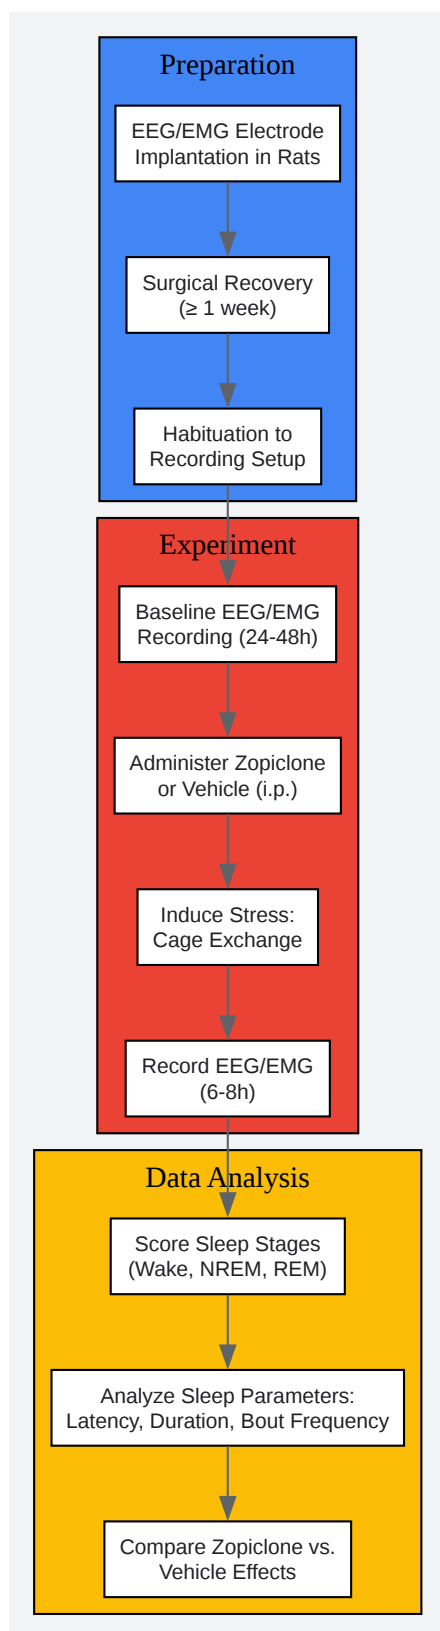 Preparation
EEG/EMG Electrode
Implantation in Rats
Surgical Recovery
(≥ 1 week)
Habituation to
Recording Setup
Experiment
Baseline EEG/EMG
Recording (24-48h)
Administer Zopiclone
or Vehicle (i.p.)
Induce Stress:
Cage Exchange
Record EEG/EMG
(6-8h)
Data Analysis
Score Sleep Stages
(Wake, NREM, REM)
Analyze Sleep Parameters:
Latency, Duration, Bout Frequency
Compare Zopiclone vs.
Vehicle Effects